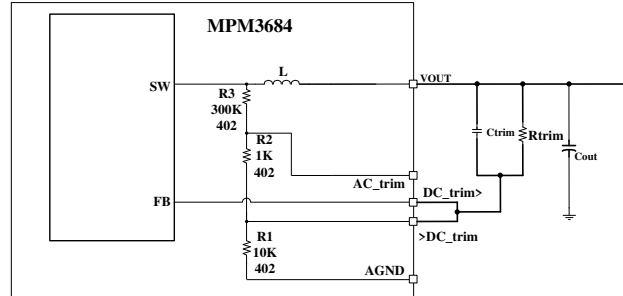 MPM3684
SW
L
VOUT
R3
300K
402
Ctrim
Rtrim
R2
1K
402
Cout
AC_trim
FB
DC_trim>
>DC_trim
R1
10K
402
AGND